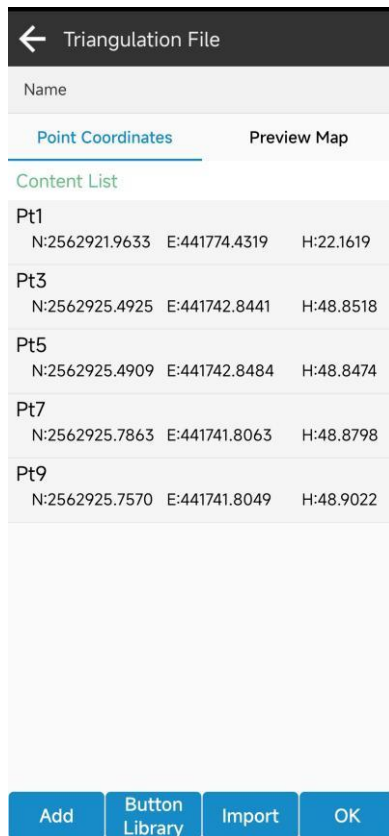 Triangulation File
Name
Point Coordinates Preview Map
Content List
Pt1
N:2562921.9633 E:441774.4319 H:22.1619
Pt3
N:2562925.4925 E:441742.8441 H:48.8518
Pt5
N:2562925.4909 E:441742.8484 H:48.8474
Pt7
N:2562925.7863 E:441741.8063 H:48.8798
Pt9
N:2562925.7570 E:441741.8049 H:48.9022
Add Button Library Import OK